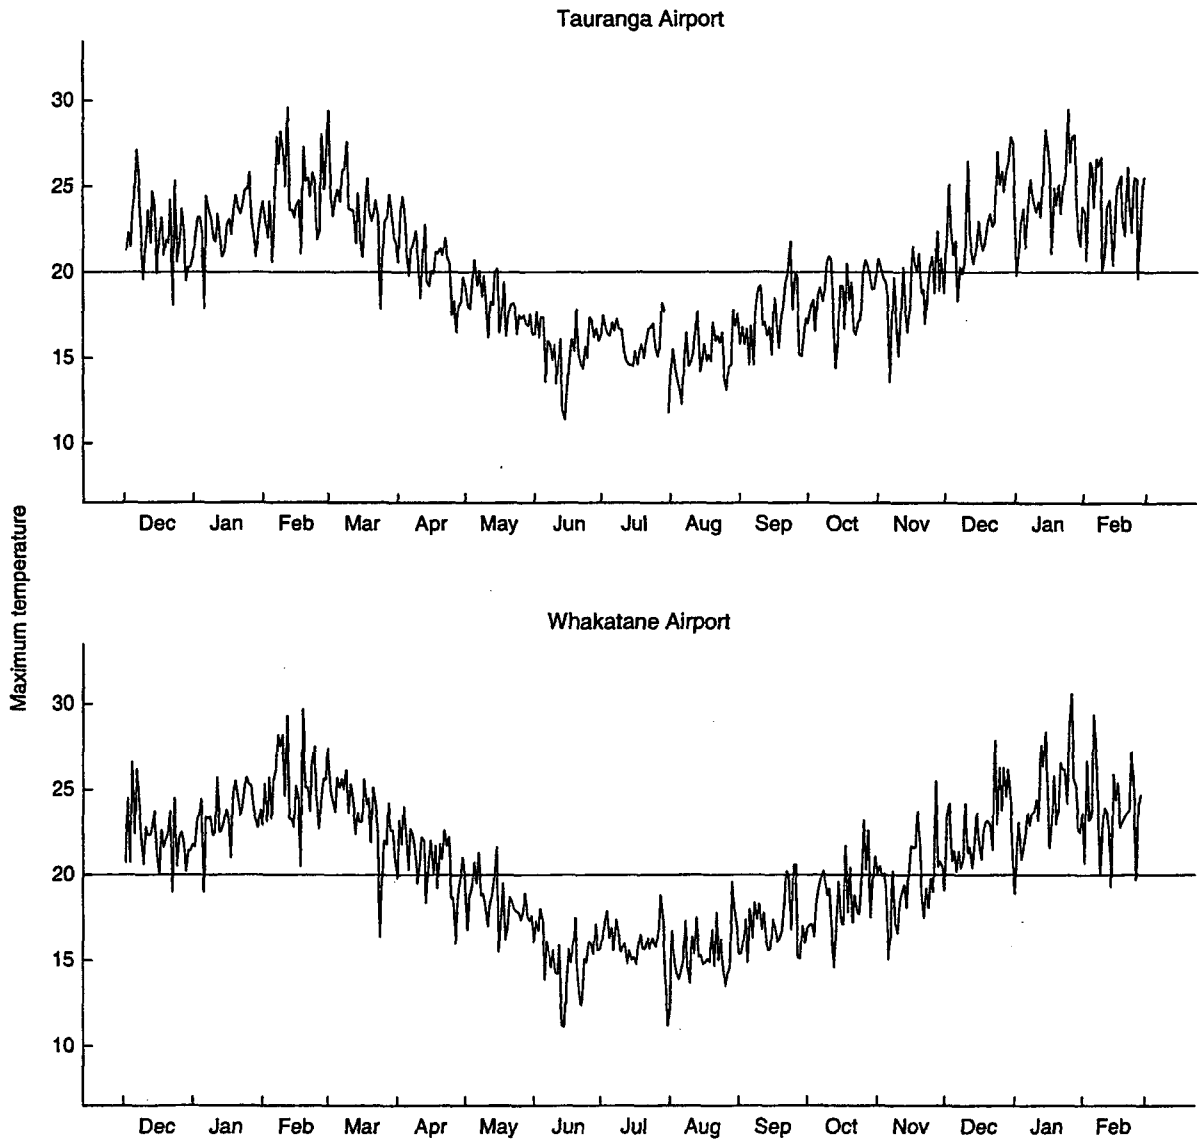 Tauranga Airport
30
25
20
15
10
Dec Jan Feb Mar Apr May Jun Jul Aug Sep Oct Nov Dec Jan Feb
Maximum temperature
Whakatane Airport
30
25
20
15
10
Dec Jan Feb Mar Apr May Jun Jul Aug Sep Oct Nov Dec Jan Feb